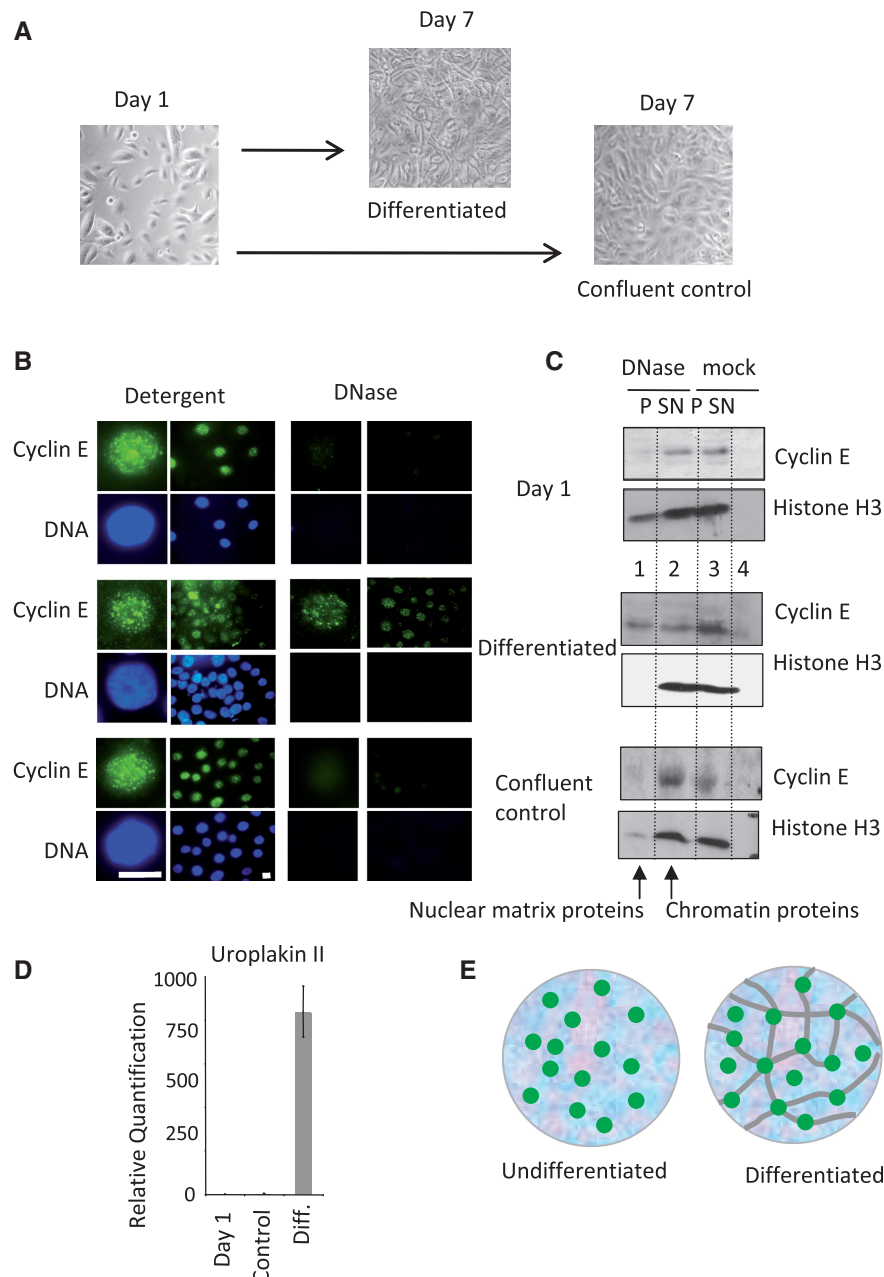 A
Day 1
Day 7
Differentiated
Day 7
Confluent control
B
Detergent
DNase
Cyclin E
DNA
Cyclin E
DNA
Cyclin E
DNA
C
DNase mock
P SN P SN
Day 1
Cyclin E
Histone H3
1 2 3 4
Differentiated
Cyclin E
Histone H3
Confluent
control
Cyclin E
Histone H3
Nuclear matrix proteins
Chromatin proteins
D
Uroplakin II
Relative Quantification
1000
750
500
250
0
Day 1
Control
Diff.
E
Undifferentiated
Differentiated